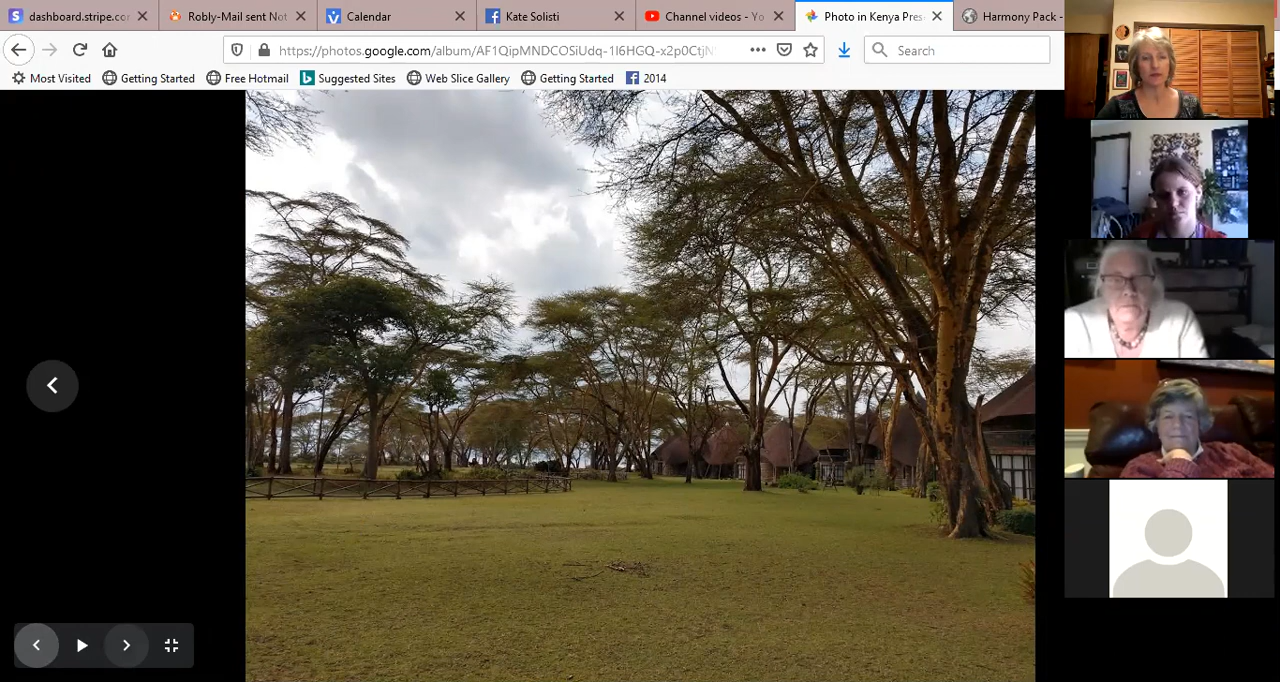 dashboard.stripe.co
Robly-Mail sent Not
Calendar
Kate Solisti
Channel videos - Yo
Photo in Kenya Pres
Harmony Pack -
https://photos.google.com/album/AF1QipMNDCOSiUdq-1I6HGQ-x2p0CtjN
Search
Most Visited
Getting Started
Free Hotmail
Suggested Sites
Web Slice Gallery
Getting Started
2014